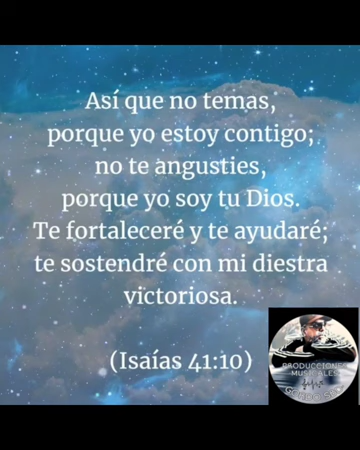 Así que no temas,
porque yo estoy contigo;
no te angusties,
porque yo soy tu Dios.
Te fortaleceré y te ayudaré;
te sostendré con mi diestra
victoriosa.
(Isaías 41:10)
PRODUCCIONES
MUSICALES